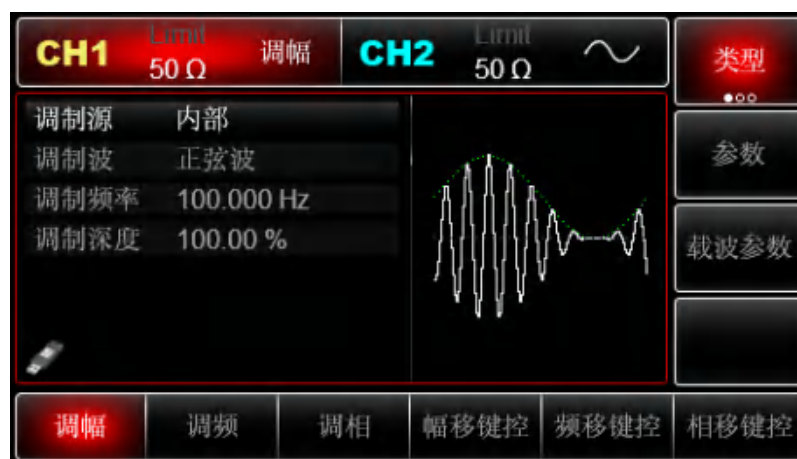 CH1 Limit 50 Ω 调幅 CH2 Limit 50 Ω
类型
调制源 内部
调制波 正弦波
调制频率 100.000 Hz
调制深度 100.00 %
参数
载波参数
调幅 调频 调相 幅移键控 频移键控 相移键控